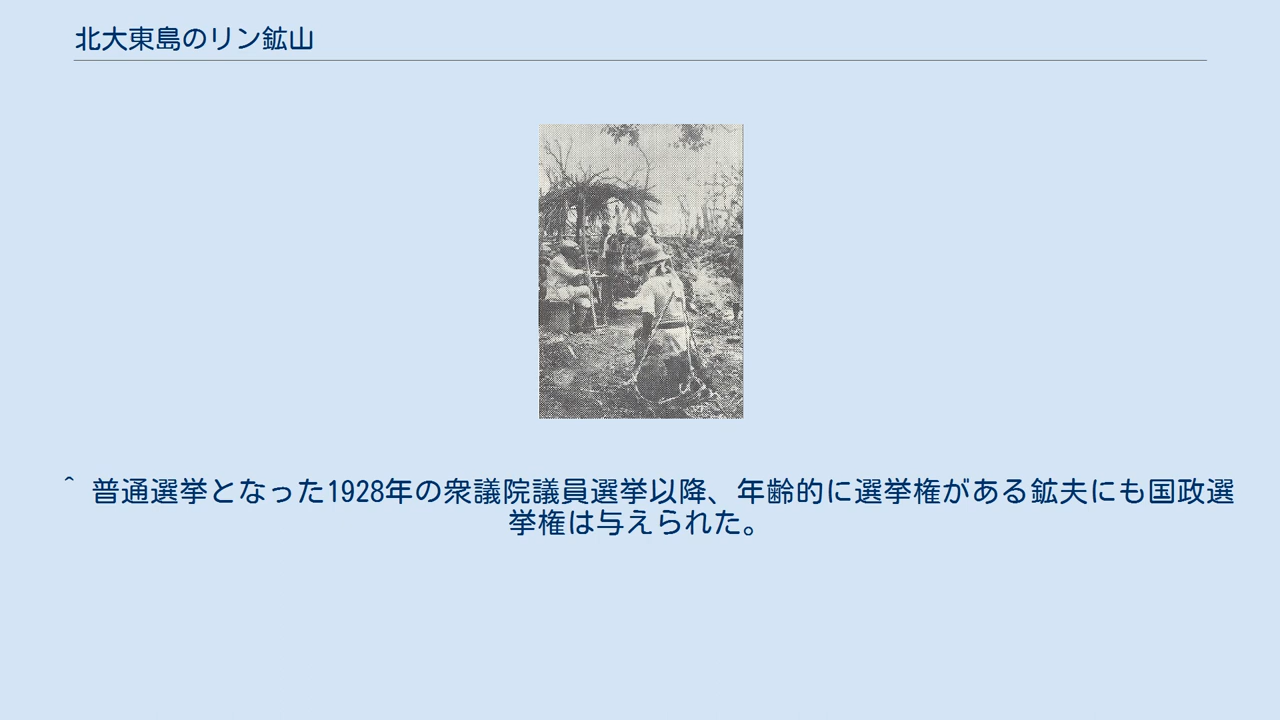 北大東島のリン鉱山
^ 普通選挙となった1928年の衆議院議員選挙以降、年齢的に選挙権がある鉱夫にも国政選
挙権は与えられた。